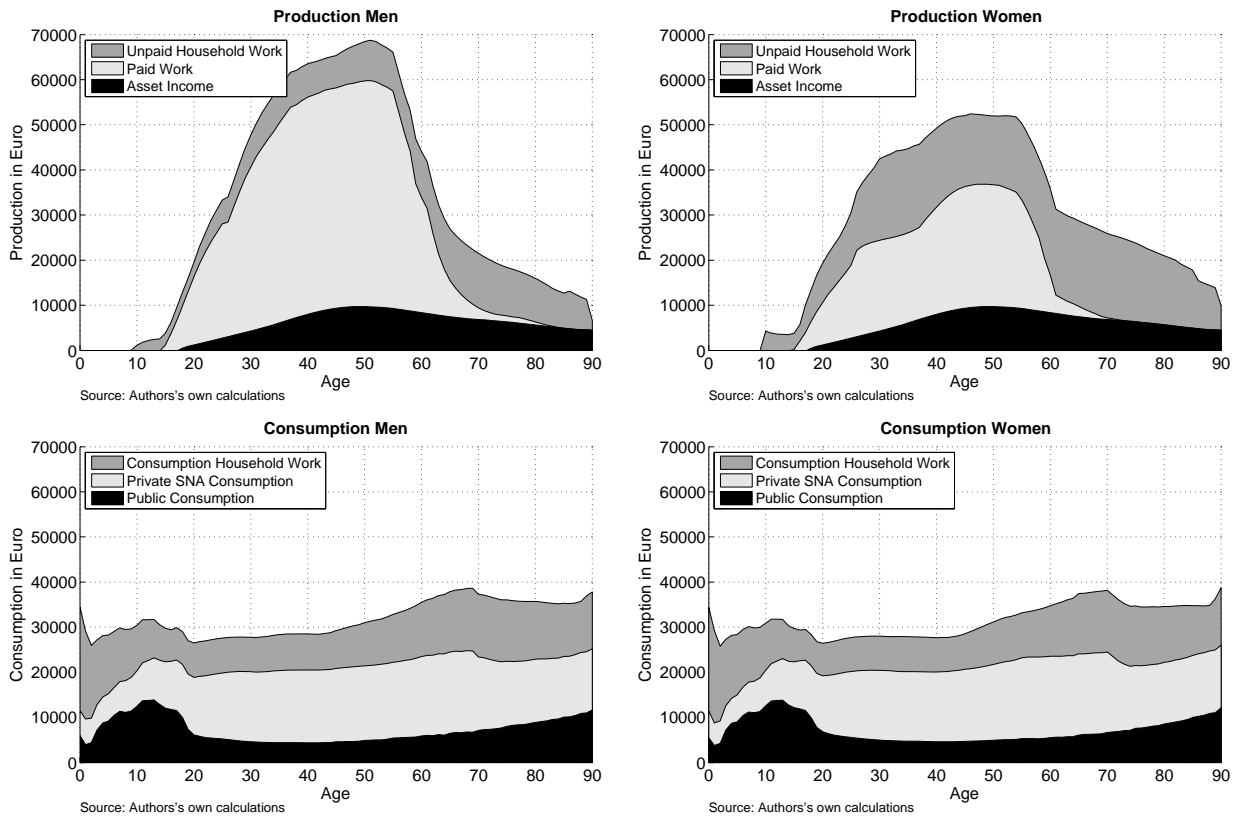 Production Men
70000
60000
50000
40000
30000
20000
10000
0
Production in Euro
Unpaid Household Work
Paid Work
Asset Income
0 10 20 30 40 50 60 70 80 90
Age
Source: Authors's own calculations
Production Women
70000
60000
50000
40000
30000
20000
10000
0
Production in Euro
Unpaid Household Work
Paid Work
Asset Income
0 10 20 30 40 50 60 70 80 90
Age
Source: Authors's own calculations
Consumption Men
70000
60000
50000
40000
30000
20000
10000
0
Consumption in Euro
Consumption Household Work
Private SNA Consumption
Public Consumption
0 10 20 30 40 50 60 70 80 90
Age
Source: Authors's own calculations
Consumption Women
70000
60000
50000
40000
30000
20000
10000
0
Consumption in Euro
Consumption Household Work
Private SNA Consumption
Public Consumption
0 10 20 30 40 50 60 70 80 90
Age
Source: Authors's own calculations